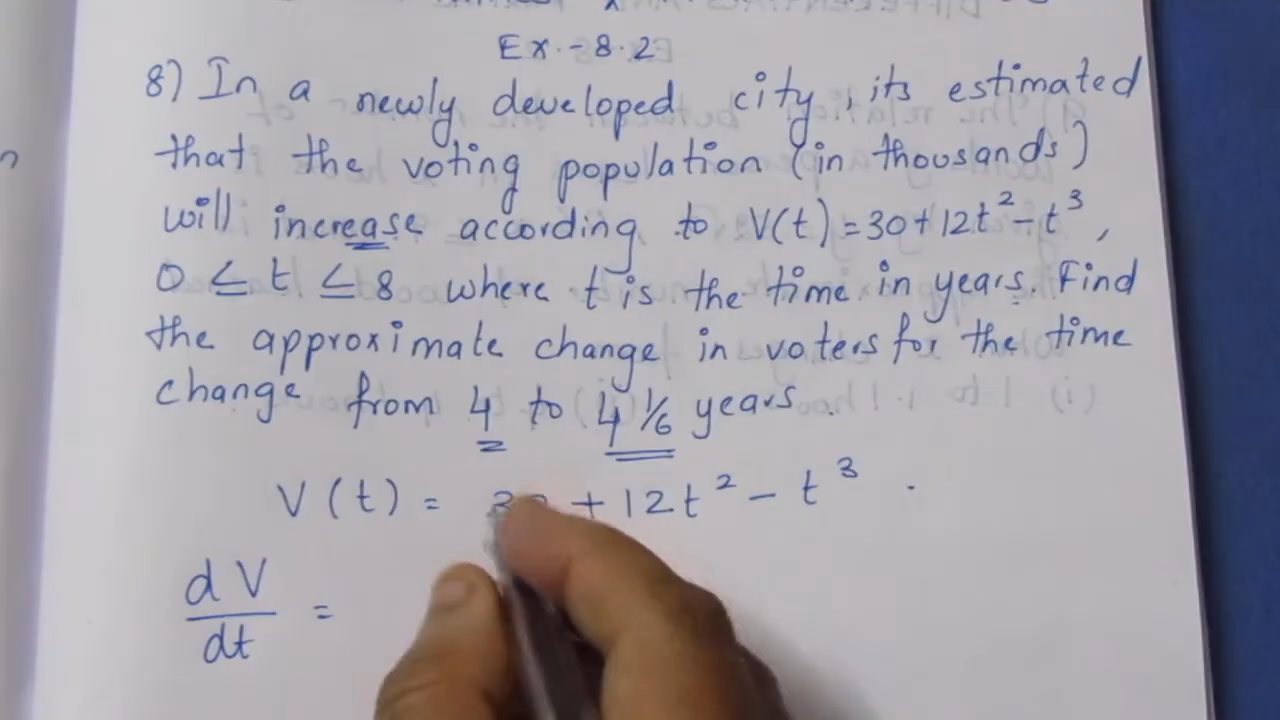 Ex.-8.2
8) In a newly developed city, its estimated
that the voting population (in thousands)
will increase according to V(t)=30+12t²-t³,
0 ≤ t ≤ 8 where t is the time in years. Find
the approximate change in voters for the time
change from 4 to 4 1/6 years.
V(t) = 30 + 12t² - t³.
dV/dt =